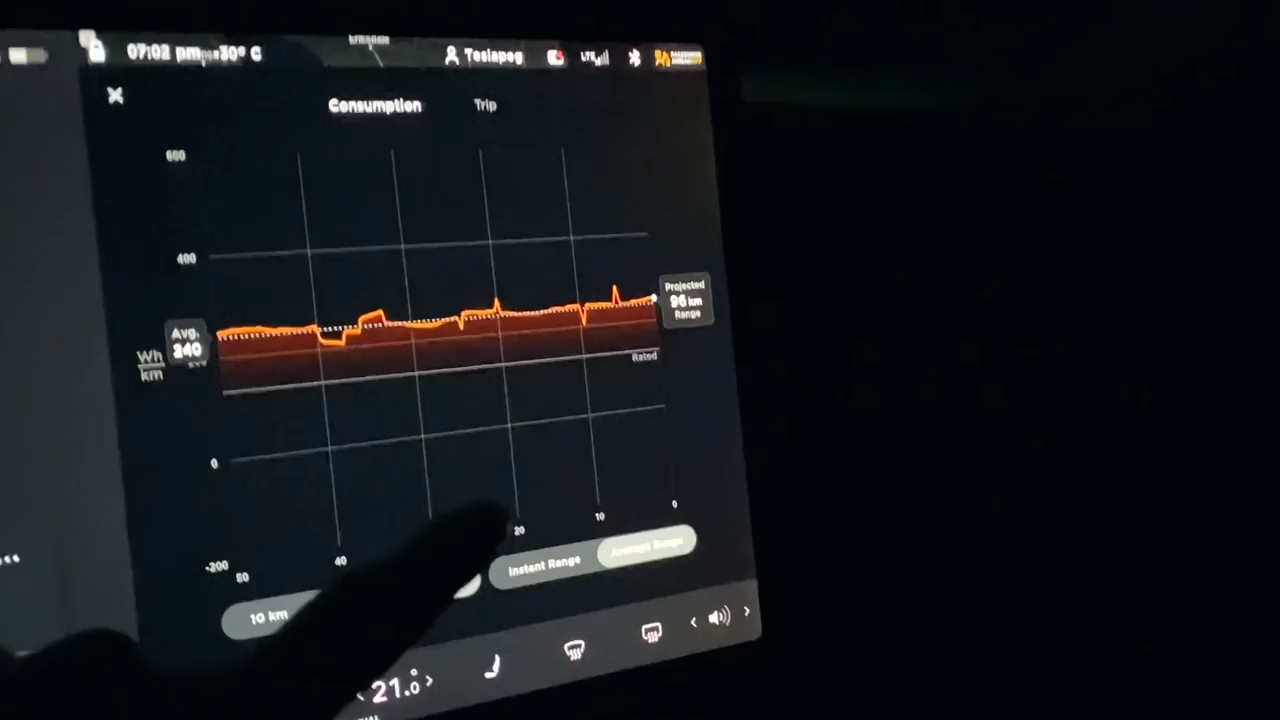 07:02 pm -30° C
Teslapeg
LTE
Consumption Trip
600
400
Avg.
240
Wh
km
Projected
96 km
Range
Rated
0
-200
50 40 20 10 0
10 km
Instant Range Average Range
< 21.0 >
< >